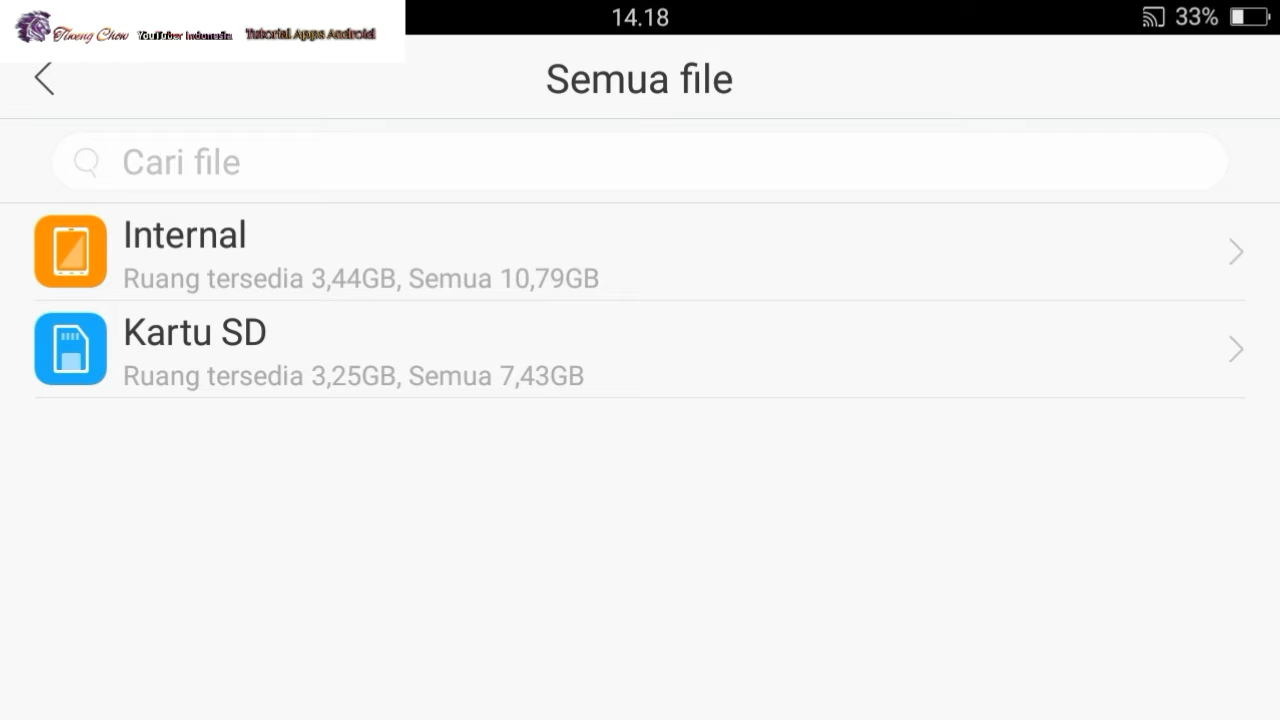 Tiweng Chow YouTuber Indonesia Tutorial Apps Android
14.18
33%
Semua file
Cari file
Internal
Ruang tersedia 3,44GB, Semua 10,79GB
Kartu SD
Ruang tersedia 3,25GB, Semua 7,43GB